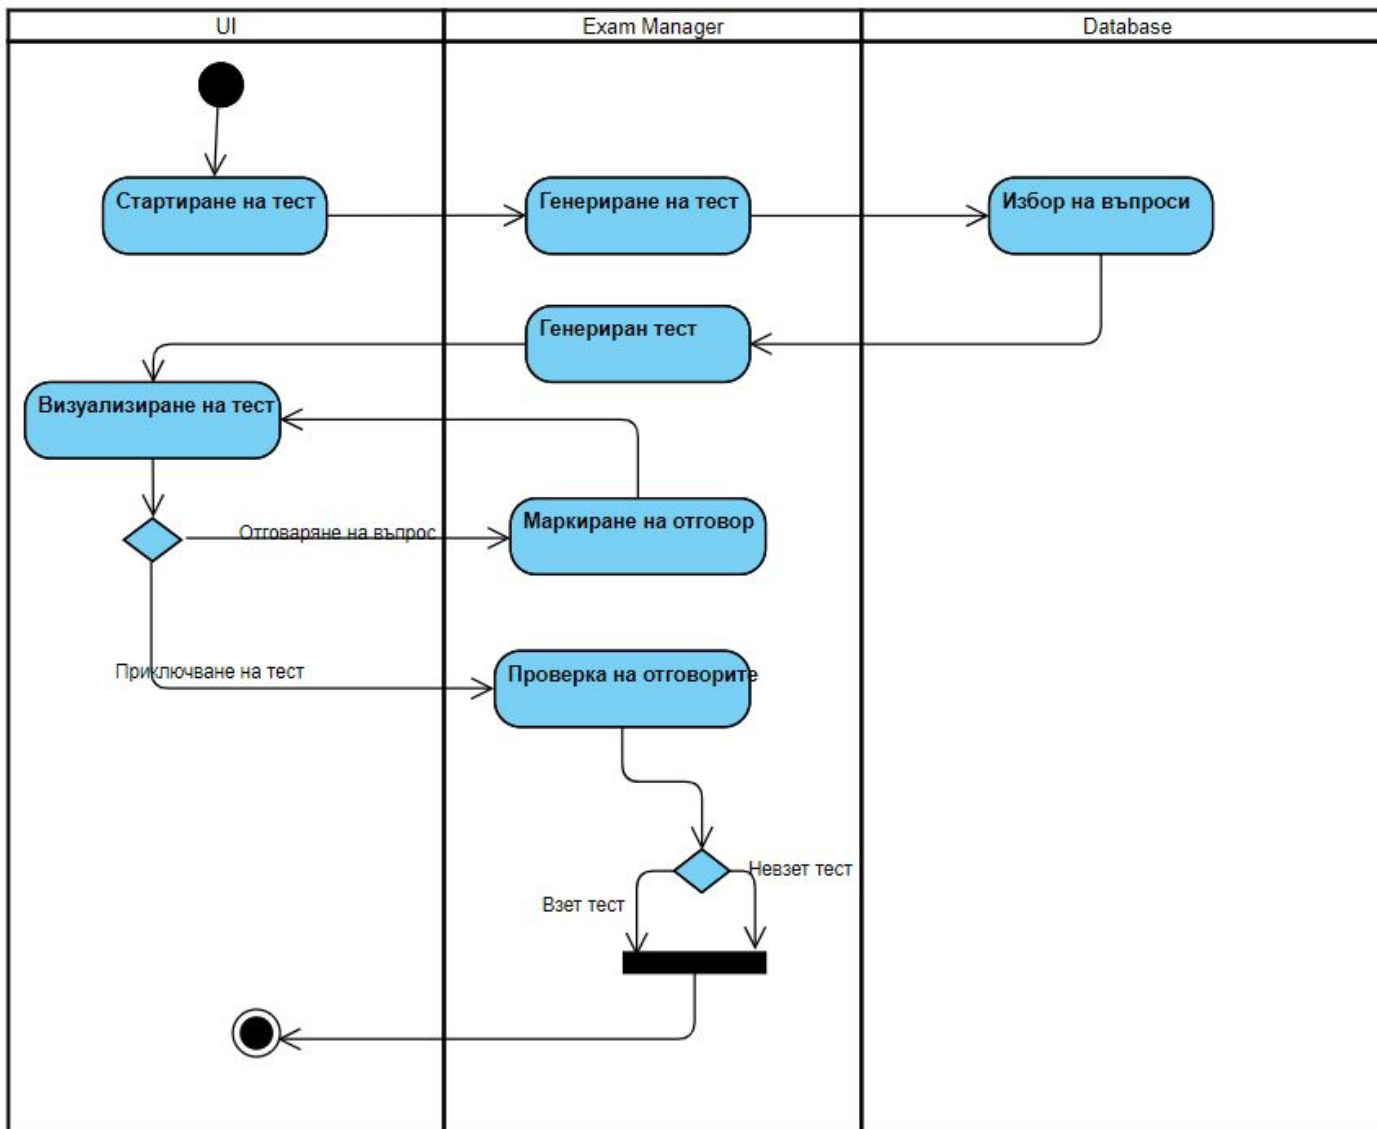 UI
Exam Manager
Database
Стартиране на тест
Генериране на тест
Избор на въпроси
Генериран тест
Визуализиране на тест
Отговаряне на въпрос
Маркиране на отговор
Приключване на тест
Проверка на отговорите
Невзет тест
Взет тест